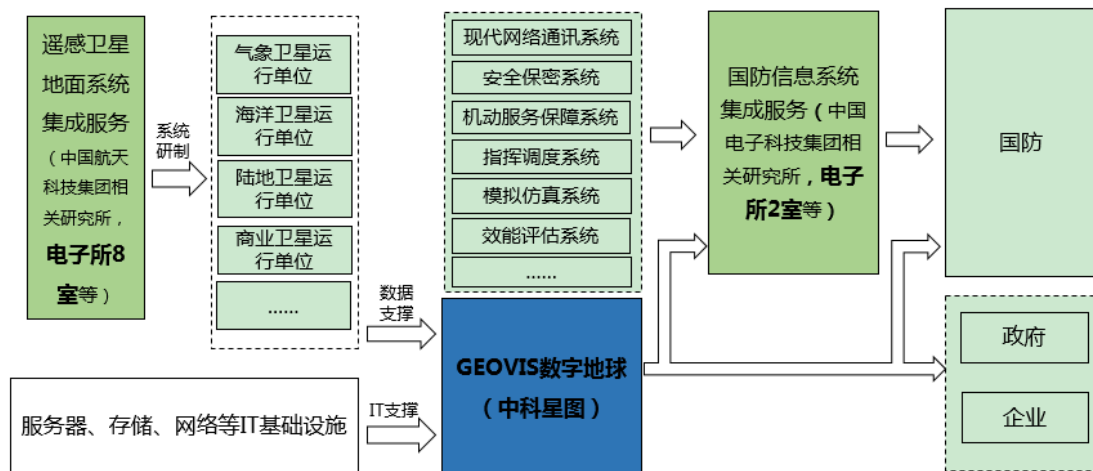 遥感卫星
地面系统
集成服务
（中国航天
科技集团相
关研究所，
电子所8
室等）
系统
研制
气象卫星运
行单位
海洋卫星运
行单位
陆地卫星运
行单位
商业卫星运
行单位
……
数据
支撑
服务器、存储、网络等IT基础设施
IT支撑
现代网络通讯系统
安全保密系统
机动服务保障系统
指挥调度系统
模拟仿真系统
效能评估系统
……
GEOVIS数字地球
（中科星图）
国防信息系统
集成服务（中国
电子科技集团相
关研究所，电子
所2室等）
国防
政府
企业